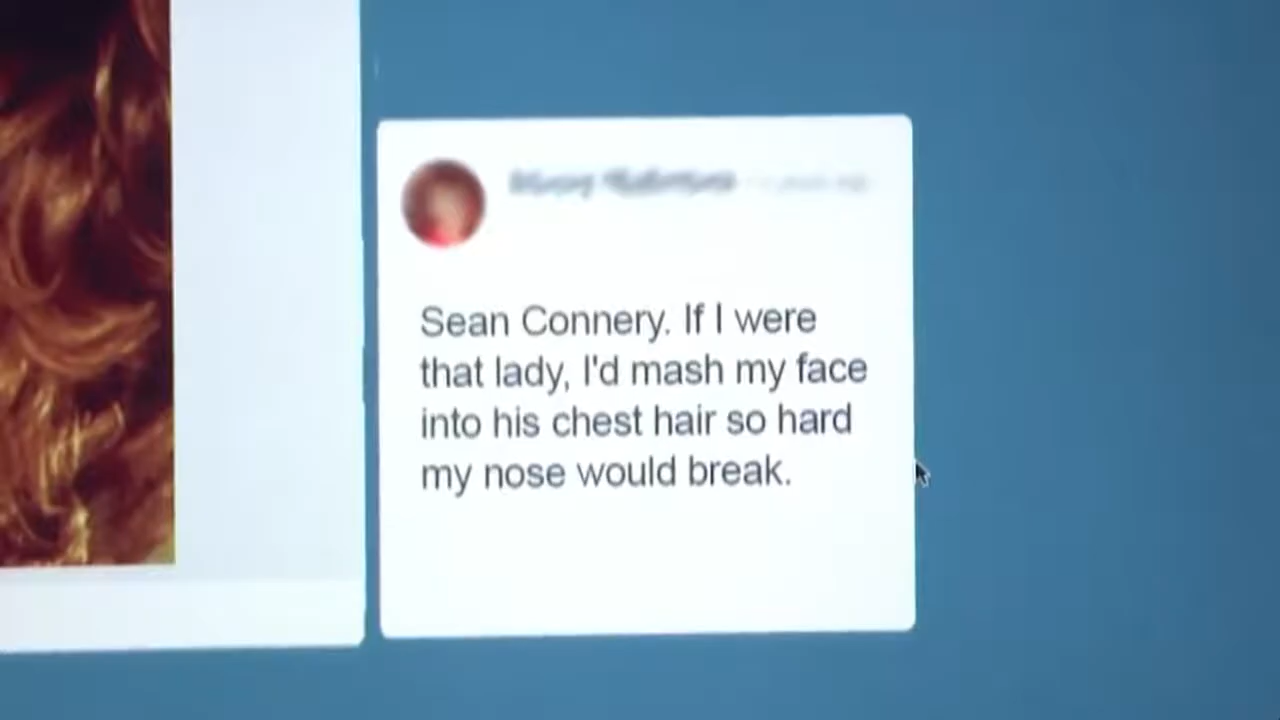 Sean Connery. If I were
that lady, I'd mash my face
into his chest hair so hard
my nose would break.